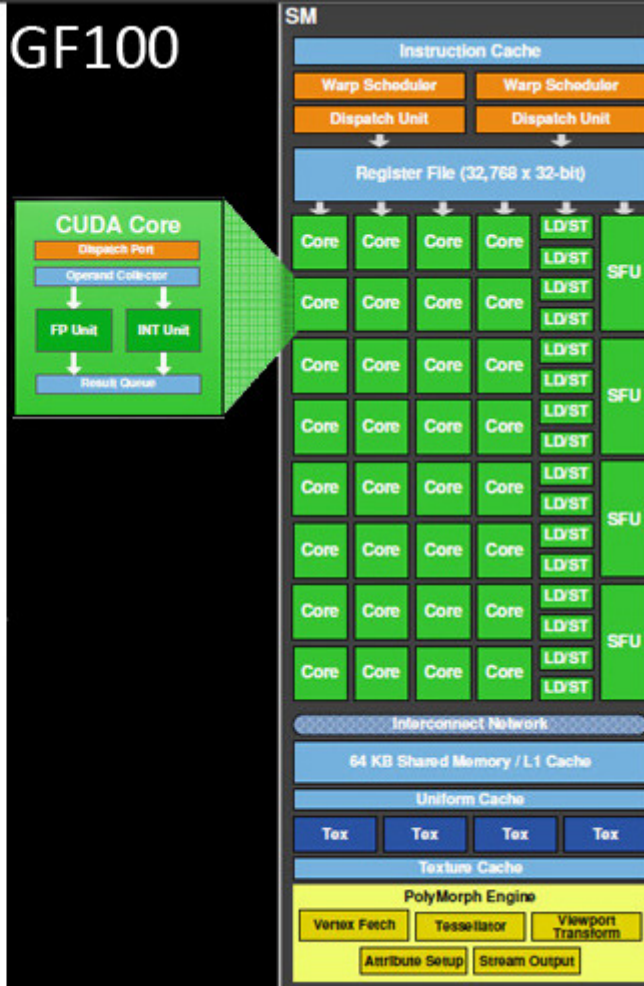 GF100
SM
Instruction Cache
Warp Scheduler Warp Scheduler
Dispatch Unit Dispatch Unit
Register File (32,768 x 32-bit)
CUDA Core
Dispatch Port
Operand Collector
FP Unit INT Unit
Result Queue
Core Core Core Core LD/ST
LD/ST
SFU
Core Core Core Core LD/ST
LD/ST
Core Core Core Core LD/ST
LD/ST
SFU
Core Core Core Core LD/ST
LD/ST
Core Core Core Core LD/ST
LD/ST
SFU
Core Core Core Core LD/ST
LD/ST
Core Core Core Core LD/ST
LD/ST
SFU
Core Core Core Core LD/ST
LD/ST
Interconnect Network
64 KB Shared Memory / L1 Cache
Uniform Cache
Tex Tex Tex Tex
Texture Cache
PolyMorph Engine
Vertex Fetch Tessellator Viewport
Transform
Attribute Setup Stream Output